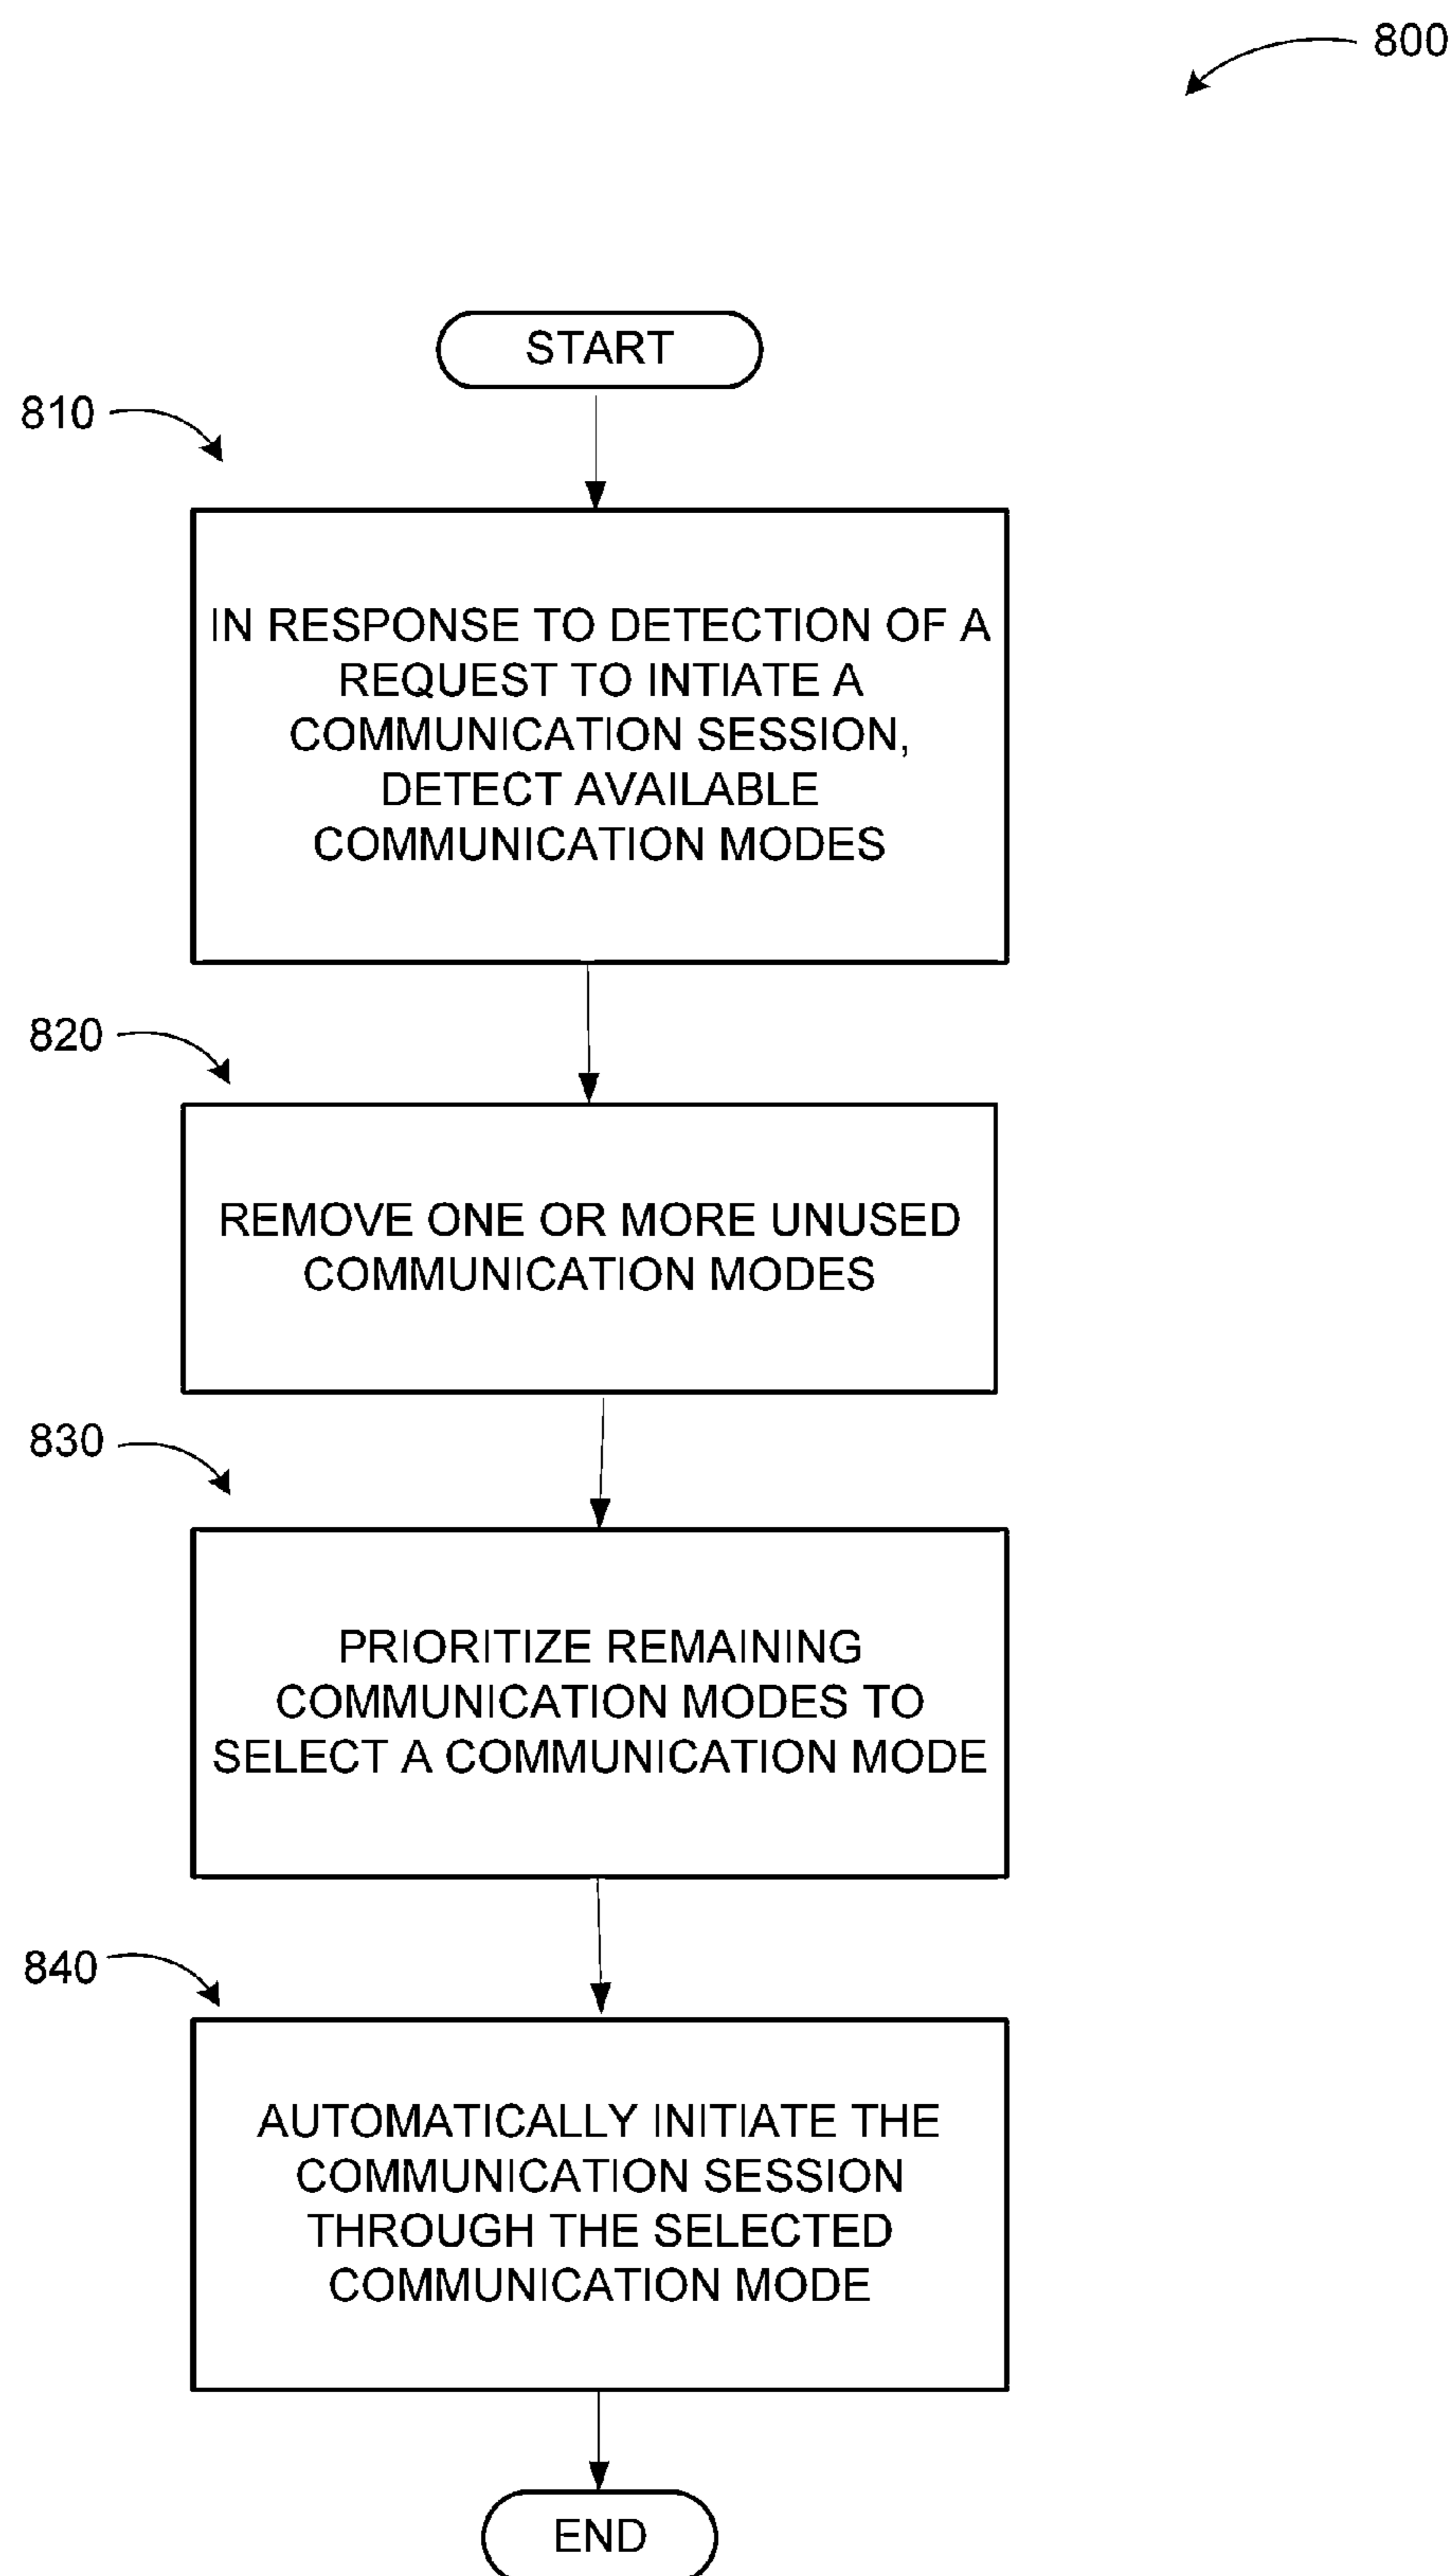 800
START
810
IN RESPONSE TO DETECTION OF A
REQUEST TO INTIATE A
COMMUNICATION SESSION,
DETECT AVAILABLE
COMMUNICATION MODES
820
REMOVE ONE OR MORE UNUSED
COMMUNICATION MODES
830
PRIORITIZE REMAINING
COMMUNICATION MODES TO
SELECT A COMMUNICATION MODE
840
AUTOMATICALLY INITIATE THE
COMMUNICATION SESSION
THROUGH THE SELECTED
COMMUNICATION MODE
END